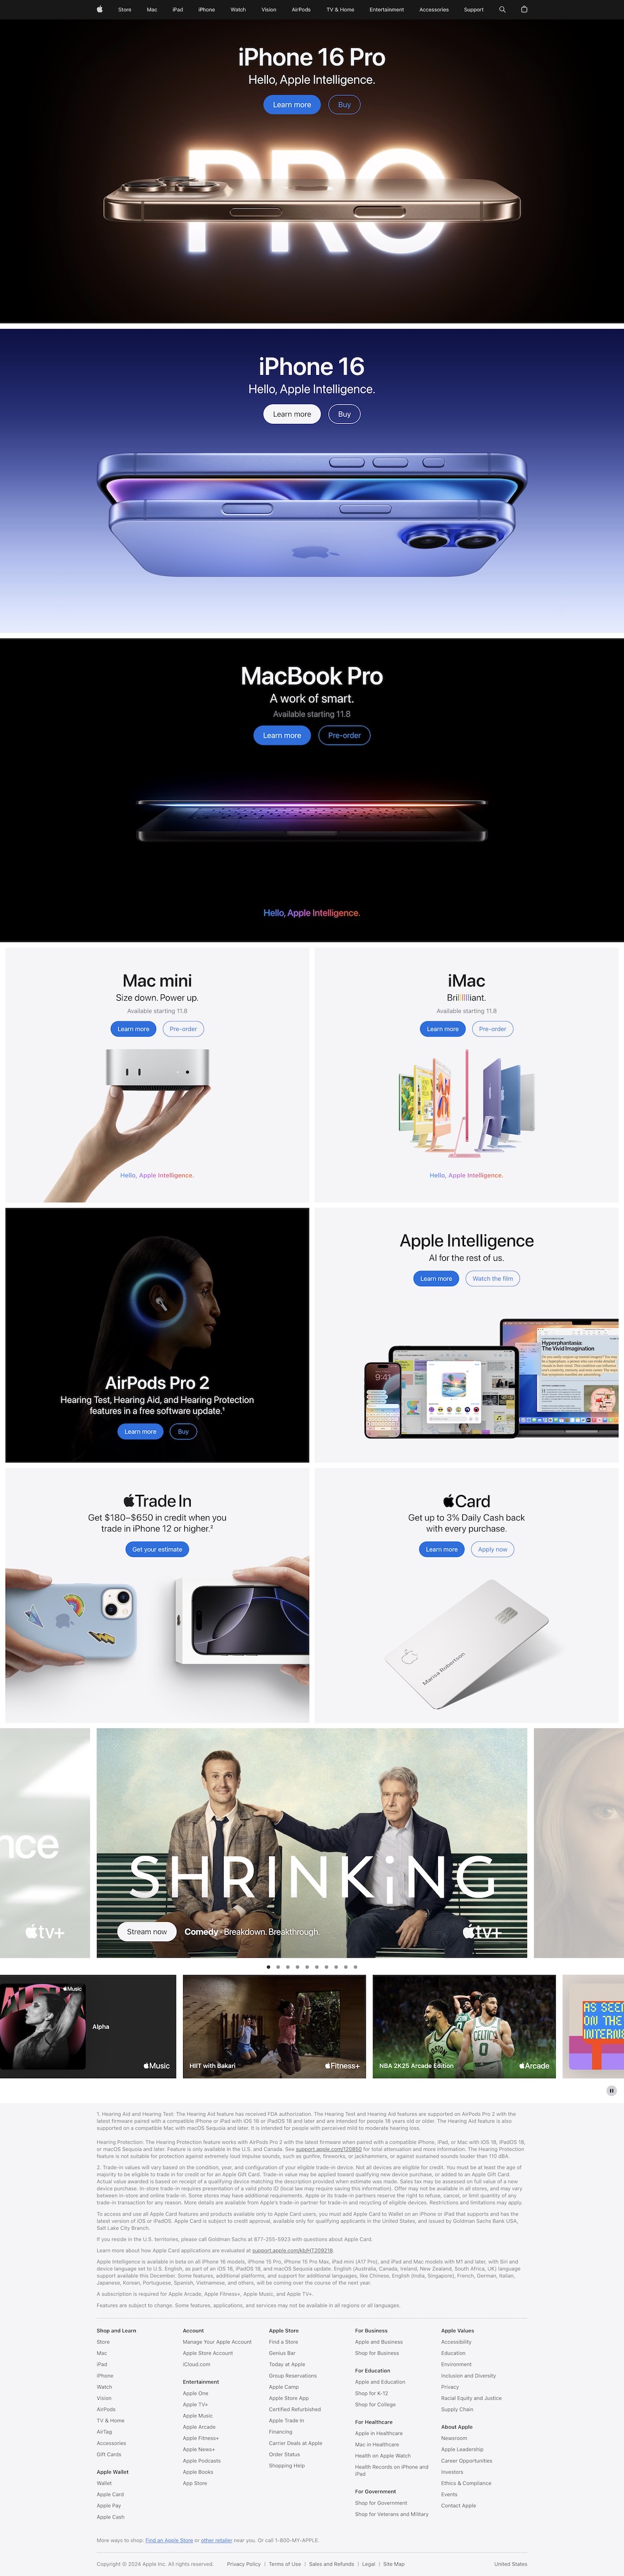 Store Mac iPad iPhone Watch Vision AirPods TV & Home Entertainment Accessories Support
iPhone 16 Pro
Hello, Apple Intelligence.
Learn more Buy
PRO
iPhone 16
Hello, Apple Intelligence.
Learn more Buy
MacBook Pro
A work of smart.
Available starting 11.8
Learn more Pre-order
Hello, Apple Intelligence.
Mac mini
Size down. Power up.
Available starting 11.8
Learn more Pre-order
Hello, Apple Intelligence.
iMac
Brilllllliant.
Available starting 11.8
Learn more Pre-order
Hello, Apple Intelligence.
AirPods Pro 2
Hearing Test, Hearing Aid, and Hearing Protection
features in a free software update.¹
Learn more Buy
Apple Intelligence
AI for the rest of us.
Learn more Watch the film
9:41
Hyperphantasia:
The Vivid Imagination
Trade In
Get $180–$650 in credit when you
trade in iPhone 12 or higher.²
Get your estimate
Card
Get up to 3% Daily Cash back
with every purchase.
Learn more Apply now
Marisa Robertson
nce
tv+
SHRINKiNG
Stream now Comedy · Breakdown. Breakthrough.
tv+
Music
Alpha
Music
HIIT with Bakari
Fitness+
NBA 2K25 Arcade Edition
Arcade
AS SEEN
ON THE
INTERN
1. Hearing Aid and Hearing Test: The Hearing Aid feature has received FDA authorization. The Hearing Test and Hearing Aid features are supported on AirPods Pro 2 with the
latest firmware paired with a compatible iPhone or iPad with iOS 18 or iPadOS 18 and later and are intended for people 18 years old or older. The Hearing Aid feature is also
supported on a compatible Mac with macOS Sequoia and later. It is intended for people with perceived mild to moderate hearing loss.
Hearing Protection: The Hearing Protection feature works with AirPods Pro 2 with the latest firmware when paired with a compatible iPhone, iPad, or Mac with iOS 18, iPadOS 18,
or macOS Sequoia and later. Feature is only available in the U.S. and Canada. See support.apple.com/120850 for total attenuation and more information. The Hearing Protection
feature is not suitable for protection against extremely loud impulse sounds, such as gunfire, fireworks, or jackhammers, or against sustained sounds louder than 110 dBA.
2. Trade-in values will vary based on the condition, year, and configuration of your eligible trade-in device. Not all devices are eligible for credit. You must be at least the age of
majority to be eligible to trade in for credit or for an Apple Gift Card. Trade-in value may be applied toward qualifying new device purchase, or added to an Apple Gift Card.
Actual value awarded is based on receipt of a qualifying device matching the description provided when estimate was made. Sales tax may be assessed on full value of a new
device purchase. In-store trade-in requires presentation of a valid photo ID (local law may require saving this information). Offer may not be available in all stores, and may vary
between in-store and online trade-in. Some stores may have additional requirements. Apple or its trade-in partners reserve the right to refuse, cancel, or limit quantity of any
trade-in transaction for any reason. More details are available from Apple's trade-in partner for trade-in and recycling of eligible devices. Restrictions and limitations may apply.
To access and use all Apple Card features and products available only to Apple Card users, you must add Apple Card to Wallet on an iPhone or iPad that supports and has the
latest version of iOS or iPadOS. Apple Card is subject to credit approval, available only for qualifying applicants in the United States, and issued by Goldman Sachs Bank USA,
Salt Lake City Branch.
If you reside in the U.S. territories, please call Goldman Sachs at 877-255-5923 with questions about Apple Card.
Learn more about how Apple Card applications are evaluated at support.apple.com/kb/HT209218.
Apple Intelligence is available in beta on all iPhone 16 models, iPhone 15 Pro, iPhone 15 Pro Max, iPad mini (A17 Pro), and iPad and Mac models with M1 and later, with Siri and
device language set to U.S. English, as part of an iOS 18, iPadOS 18, and macOS Sequoia update. English (Australia, Canada, Ireland, New Zealand, South Africa, UK) language
support available this December. Some features, additional platforms, and support for additional languages, like Chinese, English (India, Singapore), French, German, Italian,
Japanese, Korean, Portuguese, Spanish, Vietnamese, and others, will be coming over the course of the next year.
A subscription is required for Apple Arcade, Apple Fitness+, Apple Music, and Apple TV+.
Features are subject to change. Some features, applications, and services may not be available in all regions or all languages.
Shop and Learn
Store
Mac
iPad
iPhone
Watch
Vision
AirPods
TV & Home
AirTag
Accessories
Gift Cards
Apple Wallet
Wallet
Apple Card
Apple Pay
Apple Cash
Account
Manage Your Apple Account
Apple Store Account
iCloud.com
Entertainment
Apple One
Apple TV+
Apple Music
Apple Arcade
Apple Fitness+
Apple News+
Apple Podcasts
Apple Books
App Store
Apple Store
Find a Store
Genius Bar
Today at Apple
Group Reservations
Apple Camp
Apple Store App
Certified Refurbished
Apple Trade In
Financing
Carrier Deals at Apple
Order Status
Shopping Help
For Business
Apple and Business
Shop for Business
For Education
Apple and Education
Shop for K-12
Shop for College
For Healthcare
Apple in Healthcare
Mac in Healthcare
Health on Apple Watch
Health Records on iPhone and
iPad
For Government
Shop for Government
Shop for Veterans and Military
Apple Values
Accessibility
Education
Environment
Inclusion and Diversity
Privacy
Racial Equity and Justice
Supply Chain
About Apple
Newsroom
Apple Leadership
Career Opportunities
Investors
Ethics & Compliance
Events
Contact Apple
More ways to shop: Find an Apple Store or other retailer near you. Or call 1-800-MY-APPLE.
Copyright © 2024 Apple Inc. All rights reserved. Privacy Policy | Terms of Use | Sales and Refunds | Legal | Site Map United States